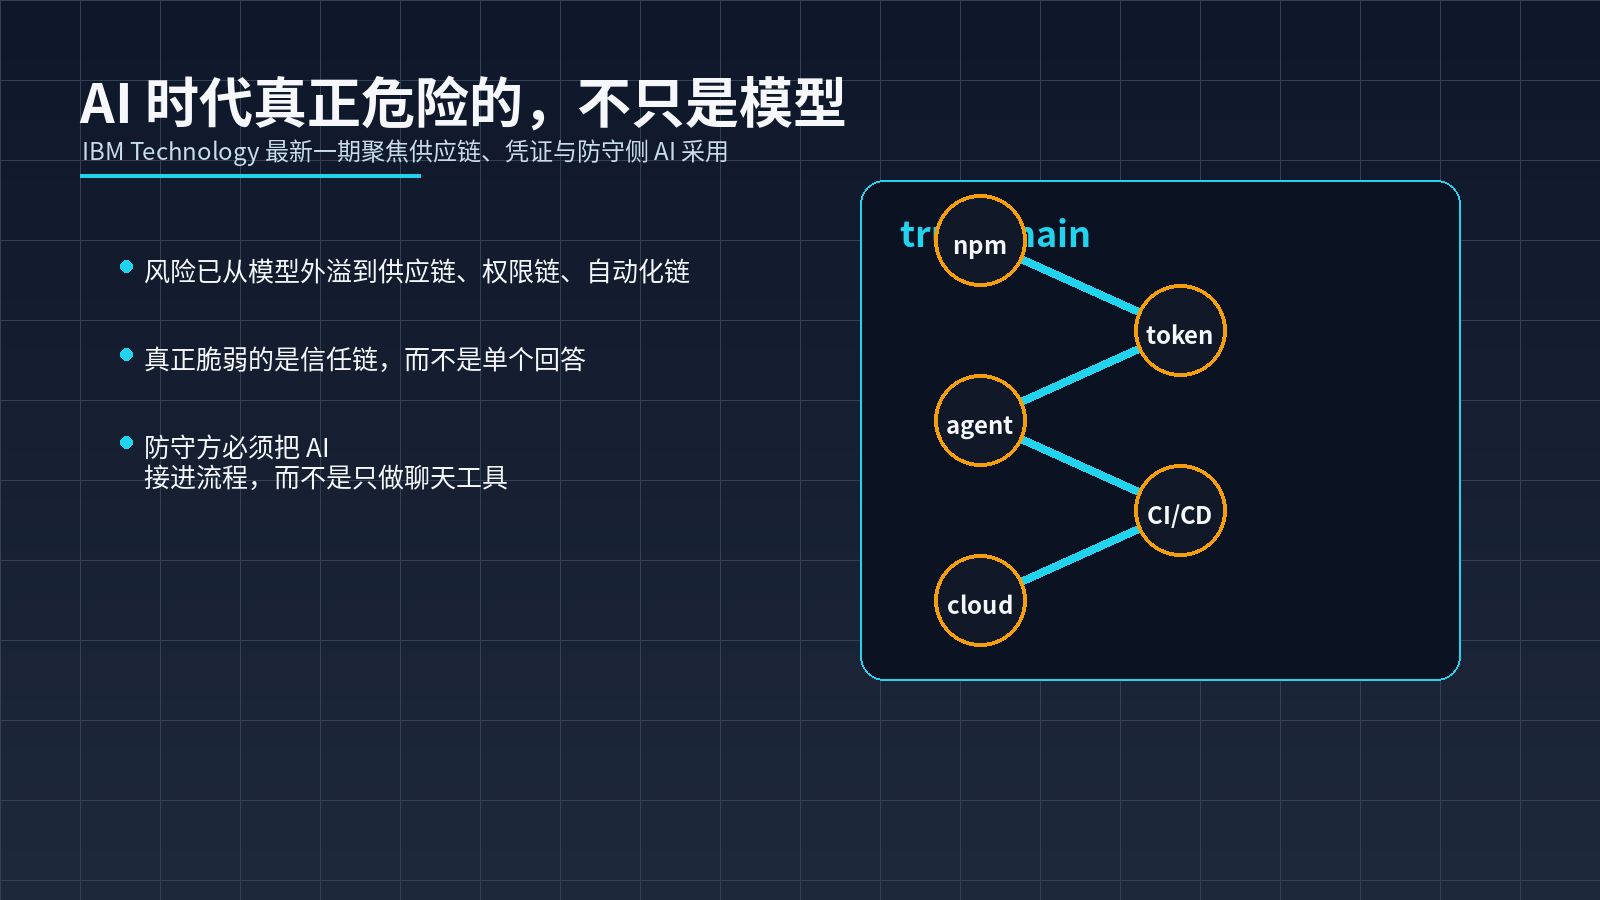 AI 时代真正危险的，不只是模型
IBM Technology 最新一期聚焦供应链、凭证与防守侧 AI 采用
风险已从模型外溢到供应链、权限链、自动化链
真正脆弱的是信任链，而不是单个回答
防守方必须把 AI
接进流程，而不是只做聊天工具
npm
token
agent
CI/CD
cloud